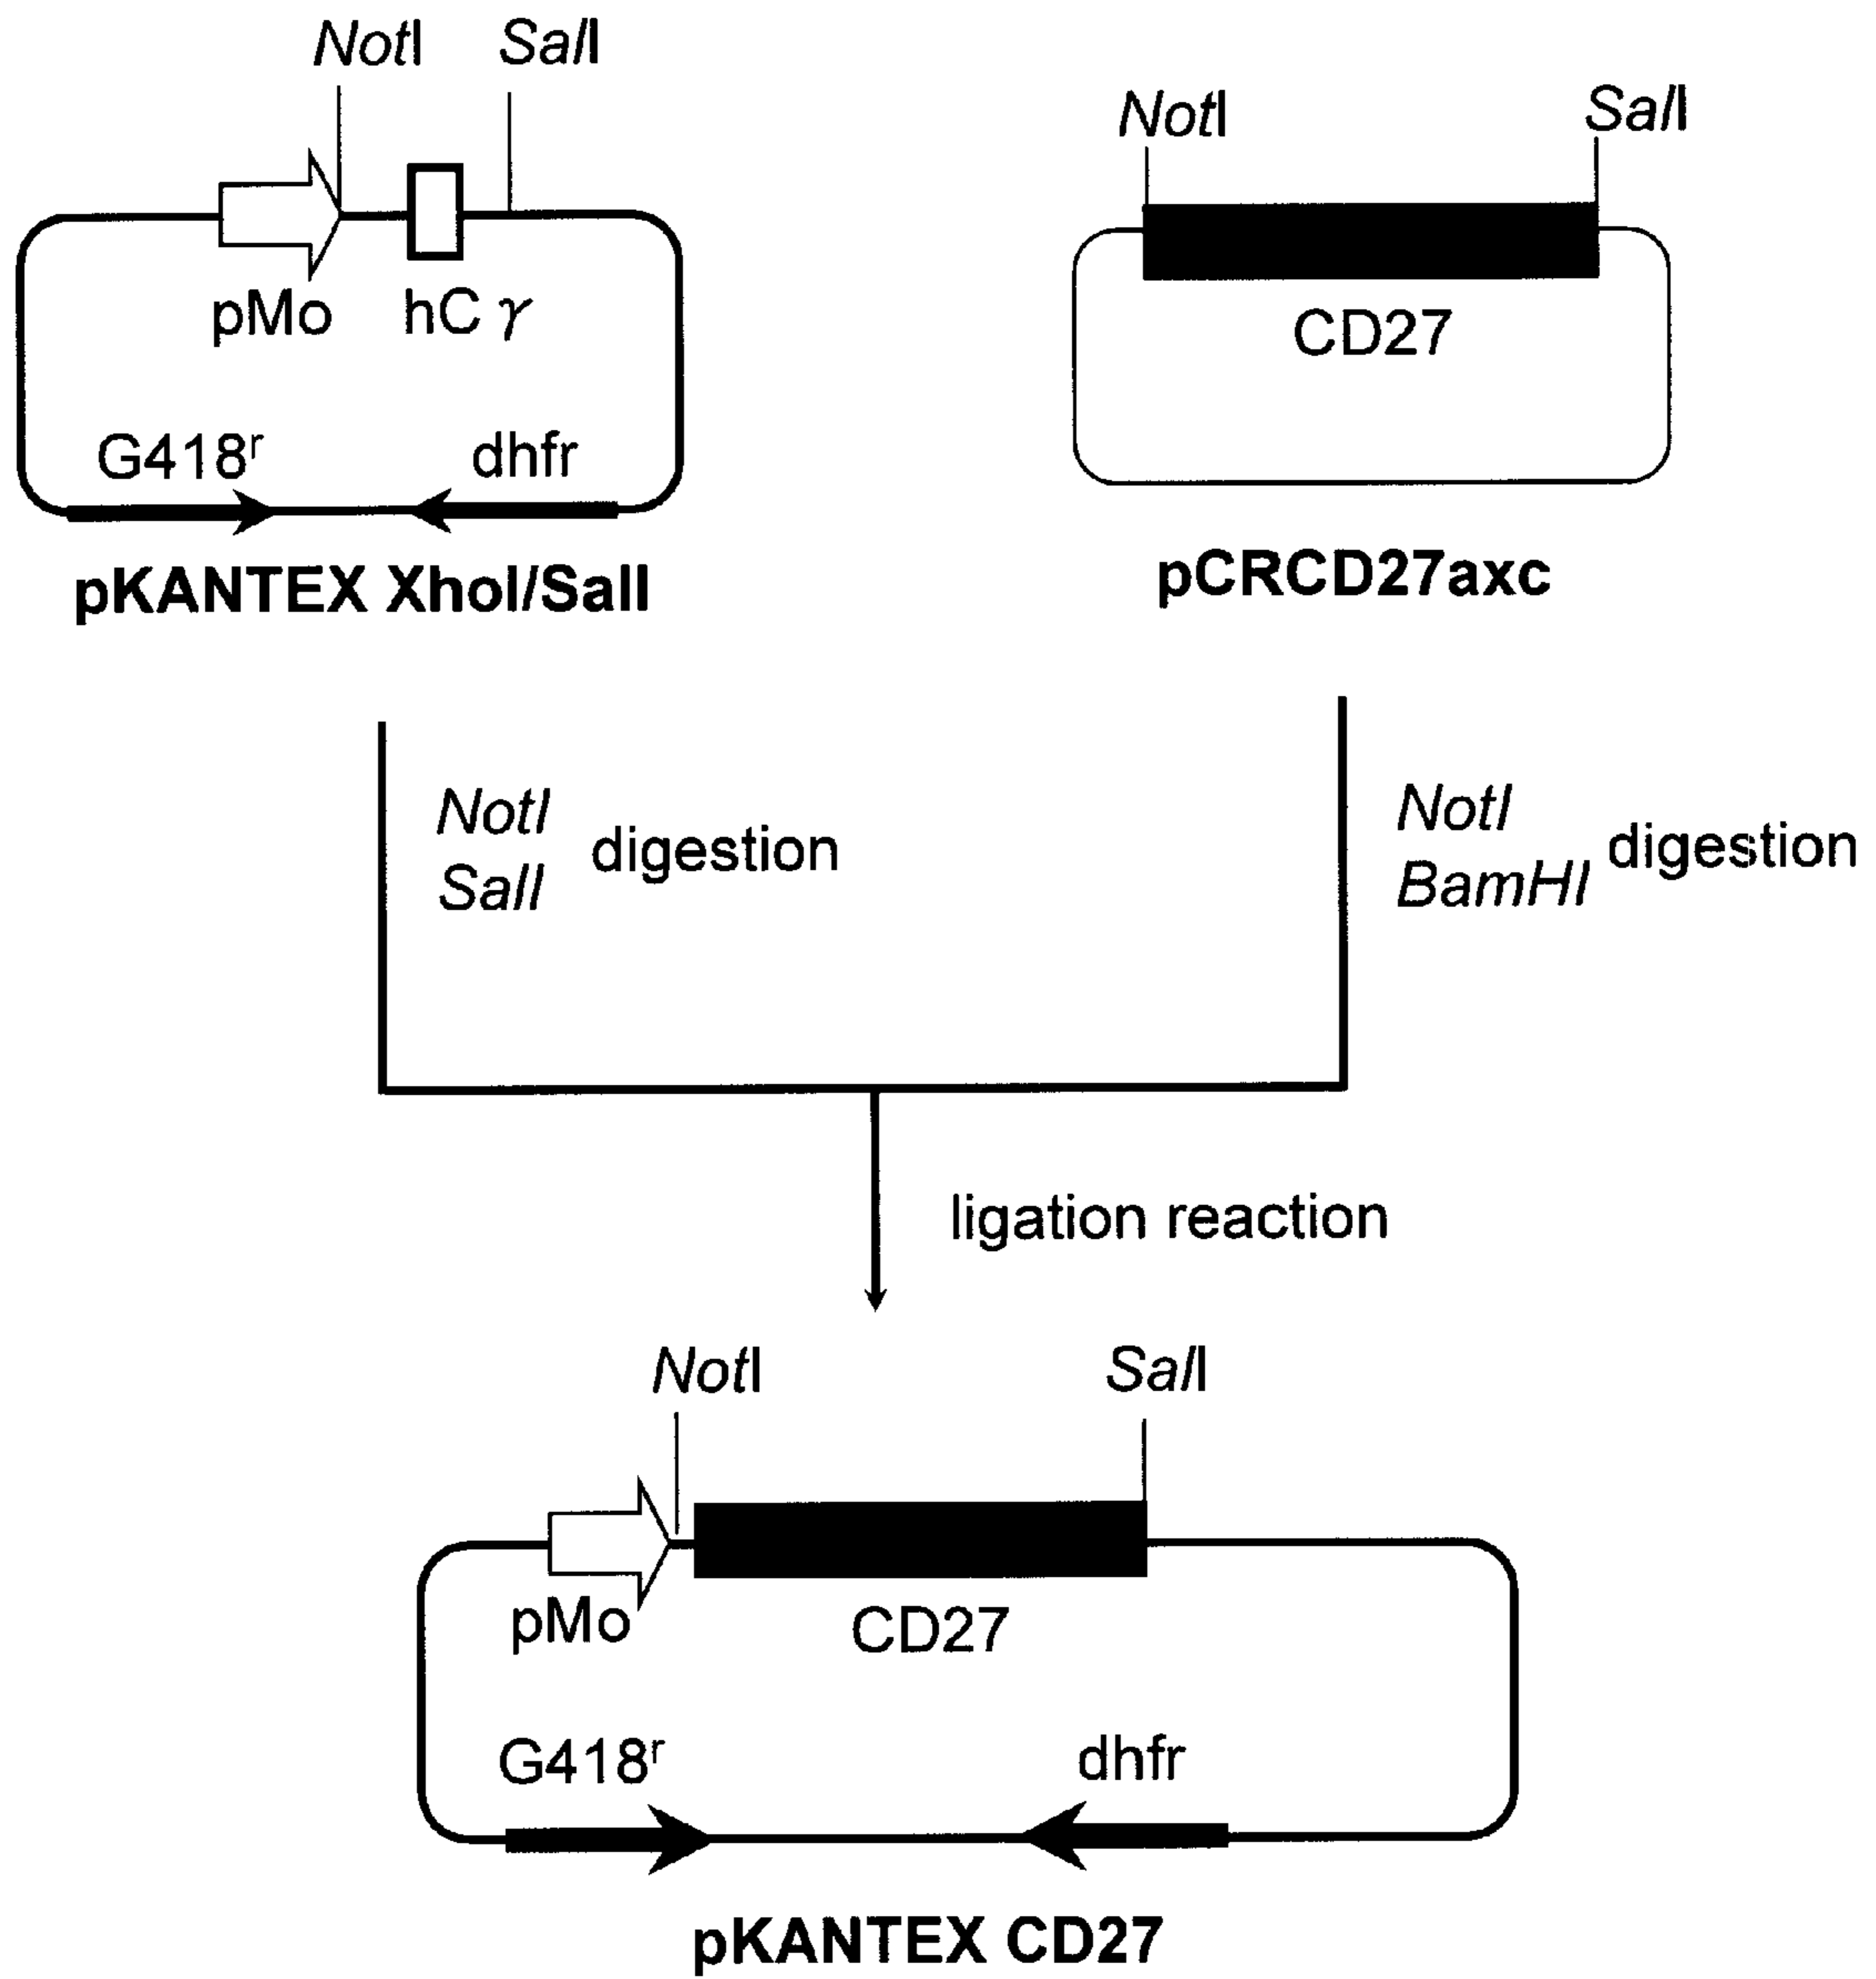 NotI SalI
pMo hC γ
G418r dhfr
pKANTEX XhoI/SalI
NotI SalI
CD27
pCRCD27axc
NotI
SalI
digestion
NotI
BamHI
digestion
ligation reaction
NotI SalI
pMo CD27
G418r dhfr
pKANTEX CD27